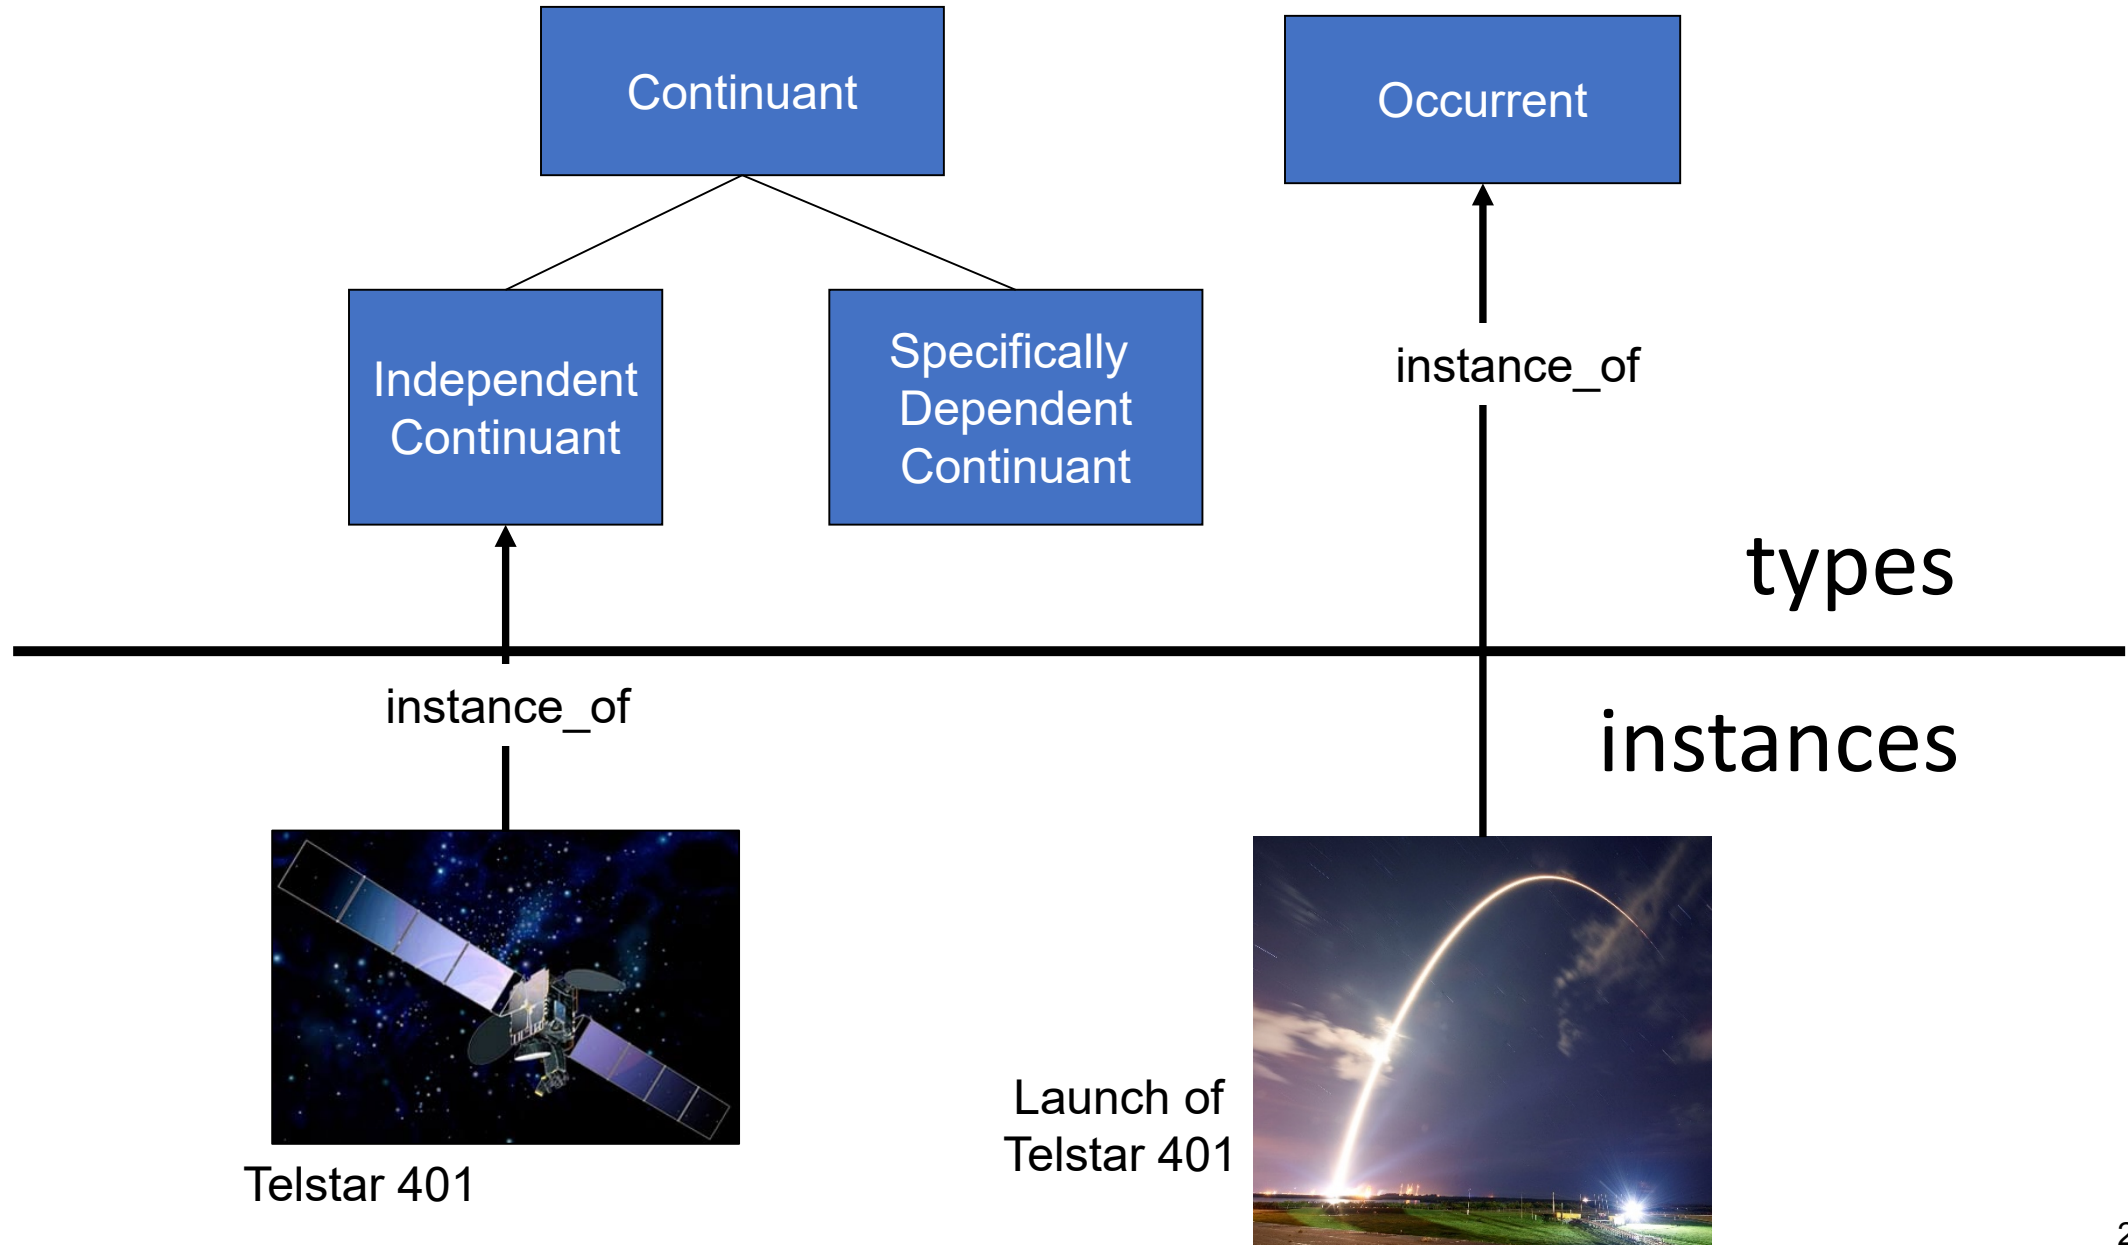 Continuant
Occurrent
Independent
Continuant
Specifically
Dependent
Continuant
instance_of
types
instance_of
instances
Launch of
Telstar 401
Telstar 401